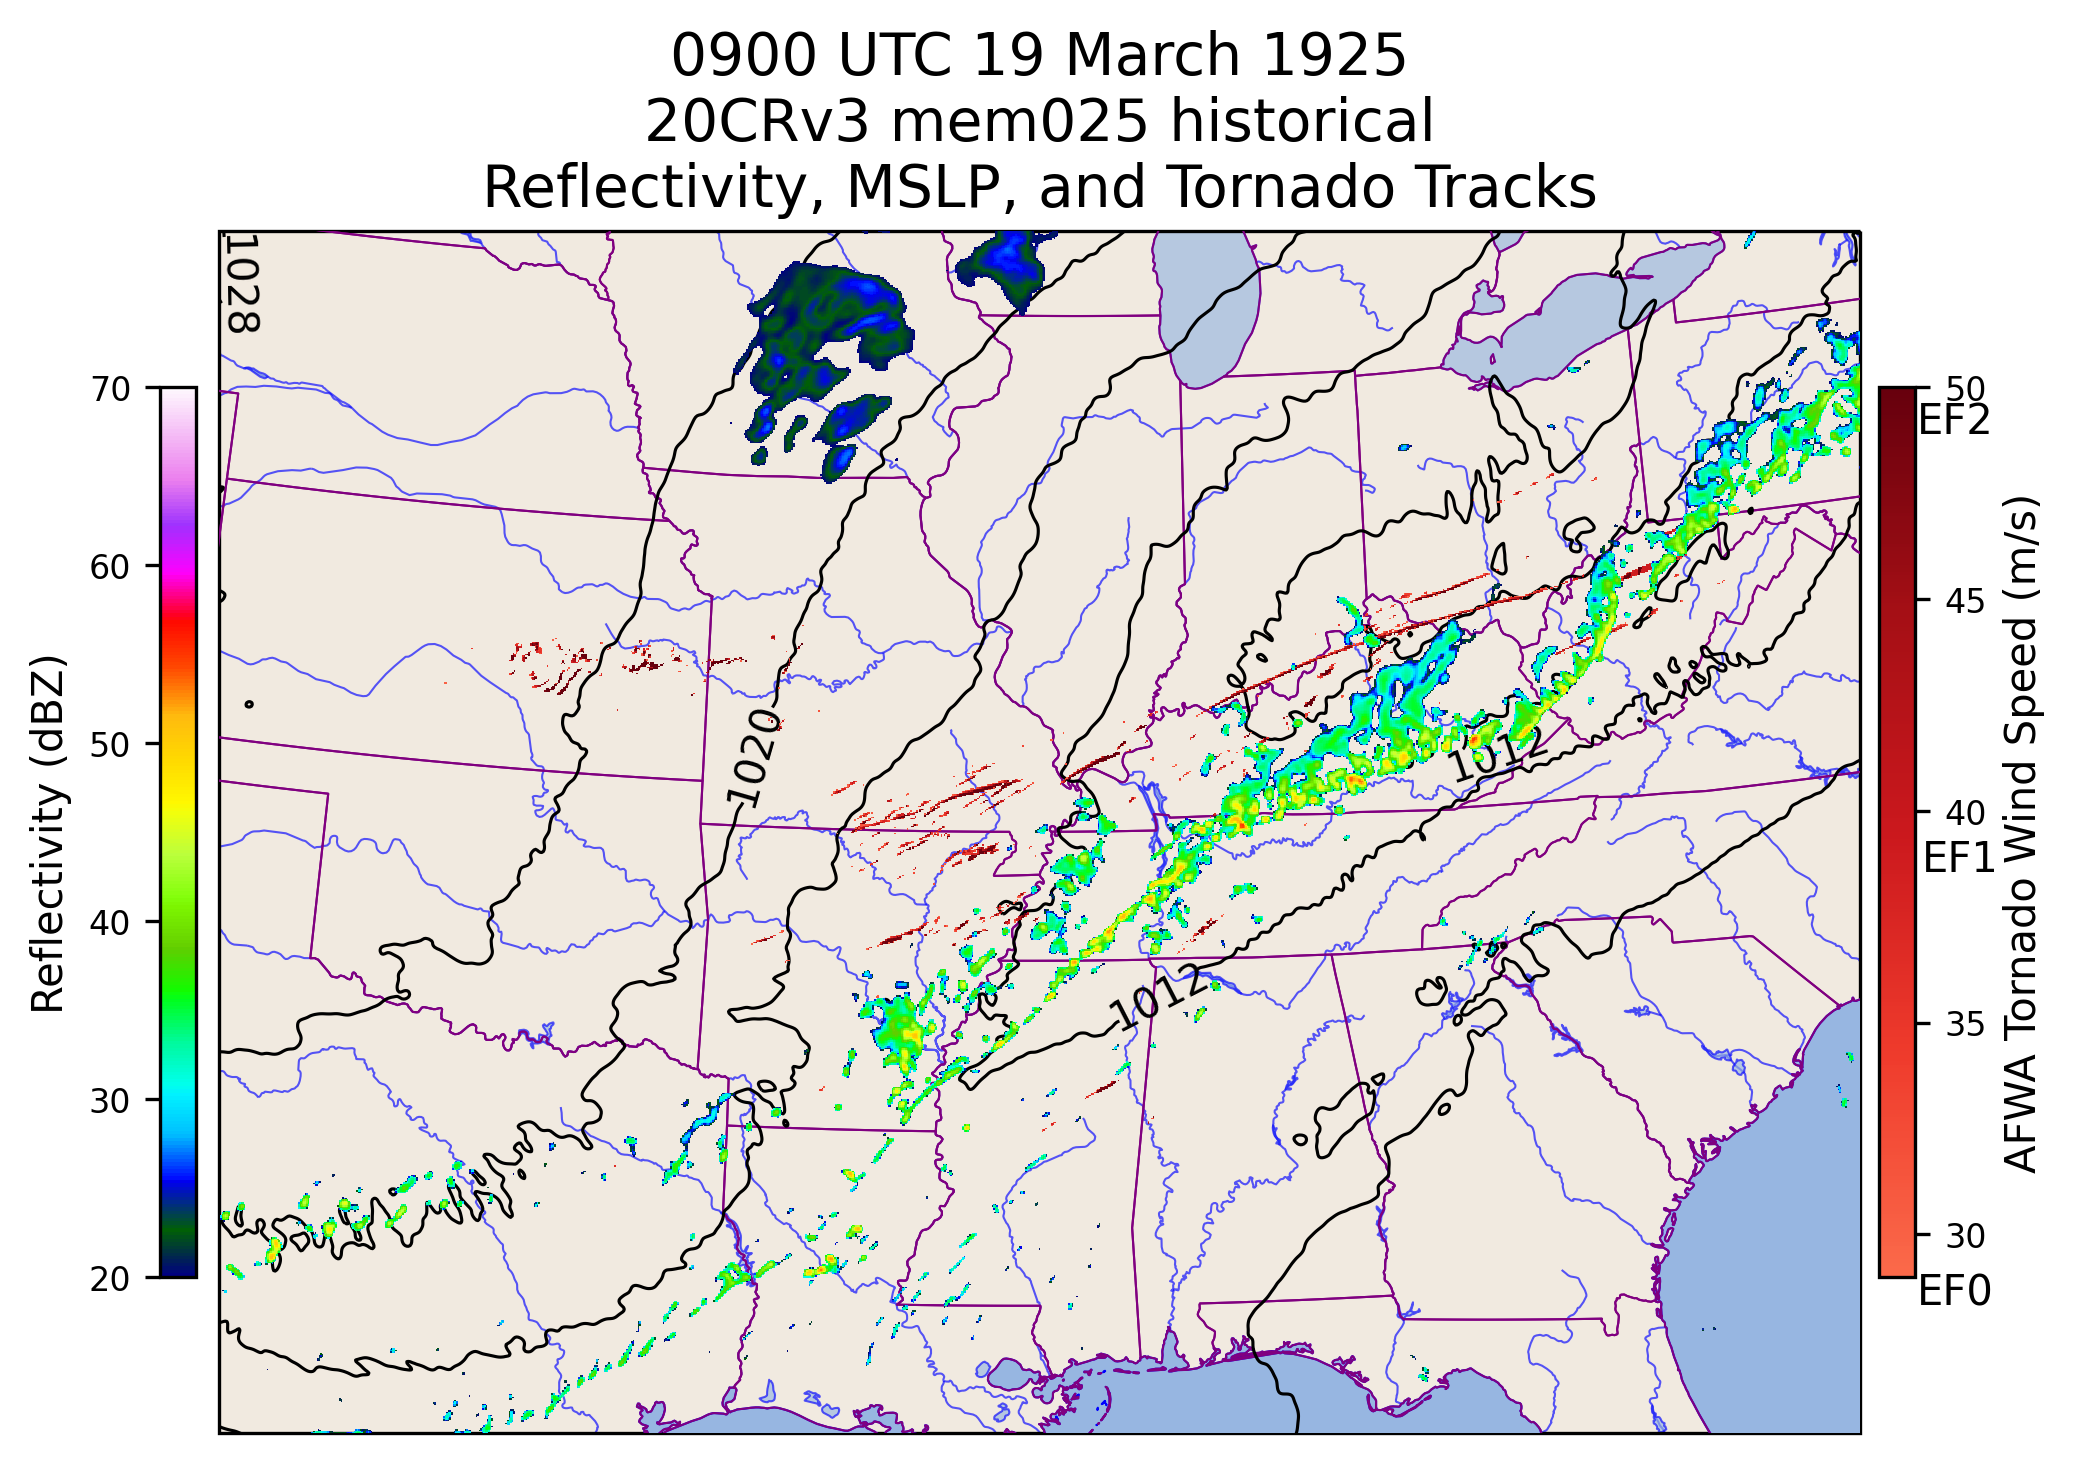 0900 UTC 19 March 1925
20CRv3 mem025 historical
Reflectivity, MSLP, and Tornado Tracks
1028
1020
1012
1012
Reflectivity (dBZ)
70
60
50
40
30
20
50
EF2
45
40
EF1
35
30
EF0
AFWA Tornado Wind Speed (m/s)